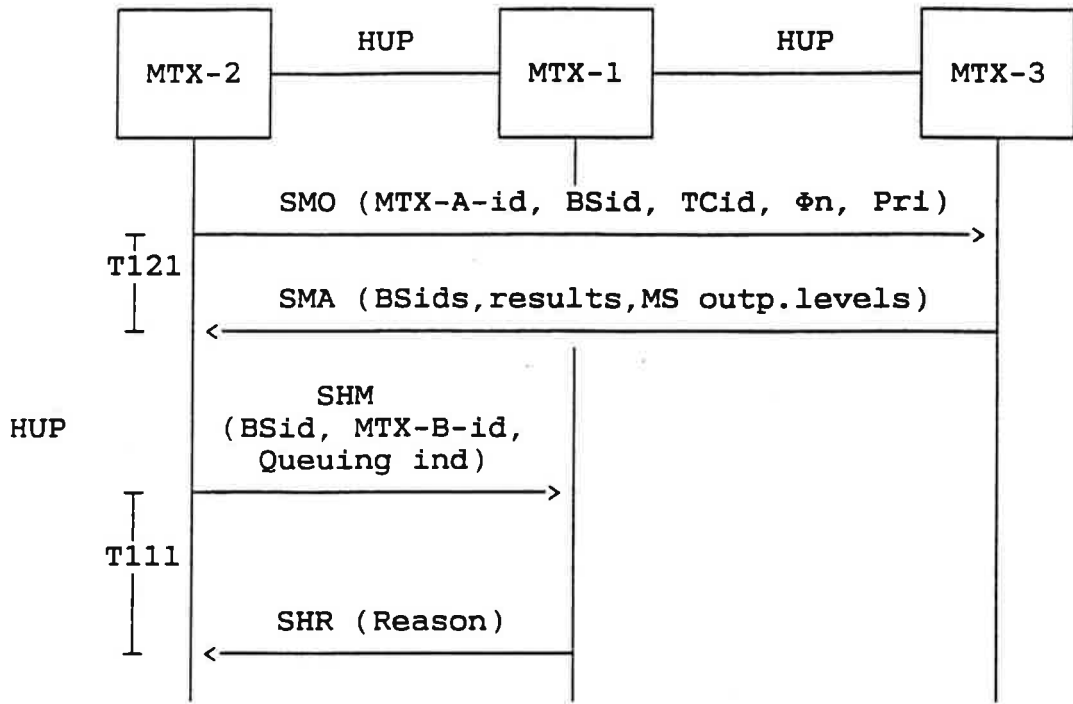 HUP HUP
MTX-2 MTX-1 MTX-3
SMO (MTX-A-id, BSid, TCid, Φn, Pri)
T121
SMA (BSids,results,MS outp.levels)
SHM
HUP (BSid, MTX-B-id,
Queuing ind)
T111
SHR (Reason)